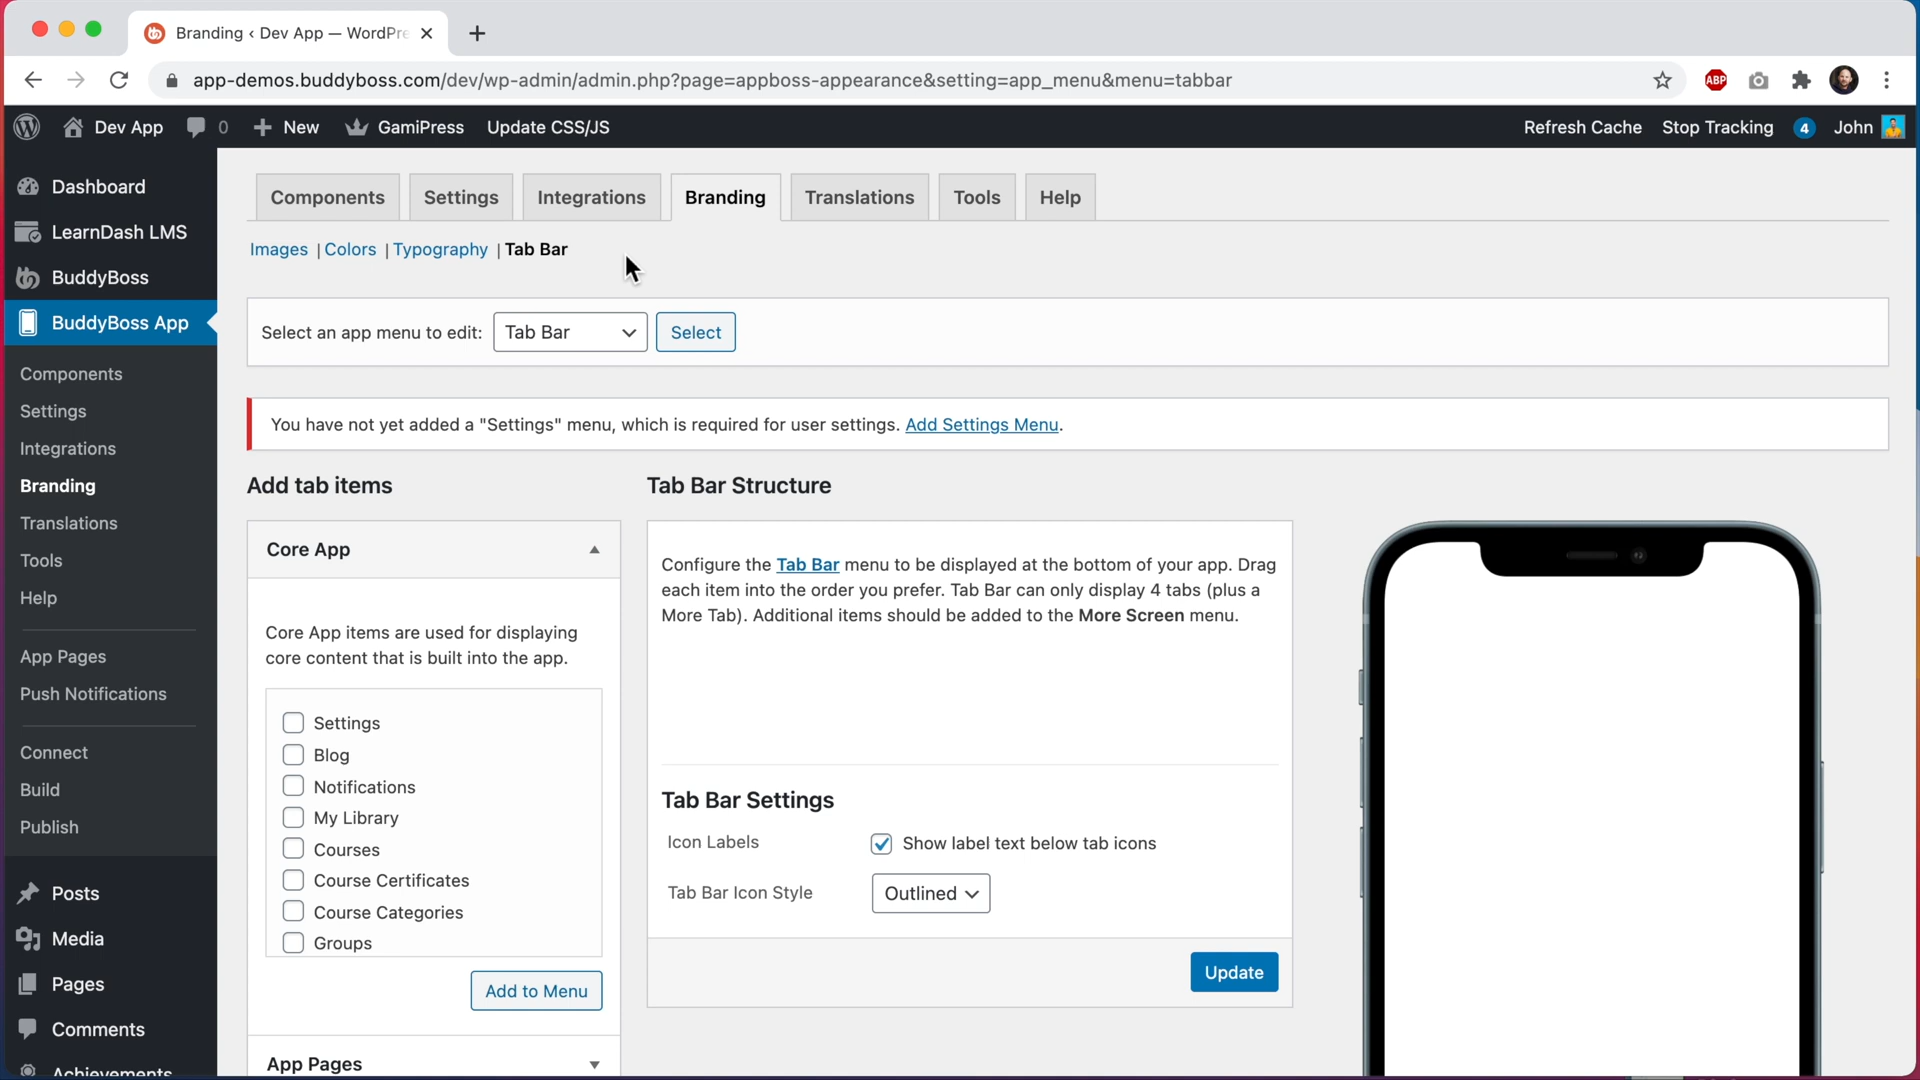 Branding ‹ Dev App — WordPre
app-demos.buddyboss.com/dev/wp-admin/admin.php?page=appboss-appearance&setting=app_menu&menu=tabbar
ABP
Dev App
0
New
GamiPress
Update CSS/JS
Refresh Cache
Stop Tracking
4
John
Dashboard
LearnDash LMS
BuddyBoss
BuddyBoss App
Components
Settings
Integrations
Branding
Translations
Tools
Help
App Pages
Push Notifications
Connect
Build
Publish
Posts
Media
Pages
Comments
Achievements
Components
Settings
Integrations
Branding
Translations
Tools
Help
Images | Colors | Typography | Tab Bar
Select an app menu to edit:
Tab Bar
Select
You have not yet added a "Settings" menu, which is required for user settings. Add Settings Menu.
Add tab items
Core App
Core App items are used for displaying
core content that is built into the app.
Settings
Blog
Notifications
My Library
Courses
Course Certificates
Course Categories
Groups
Add to Menu
App Pages
Tab Bar Structure
Configure the Tab Bar menu to be displayed at the bottom of your app. Drag
each item into the order you prefer. Tab Bar can only display 4 tabs (plus a
More Tab). Additional items should be added to the More Screen menu.
Tab Bar Settings
Icon Labels
Show label text below tab icons
Tab Bar Icon Style
Outlined
Update